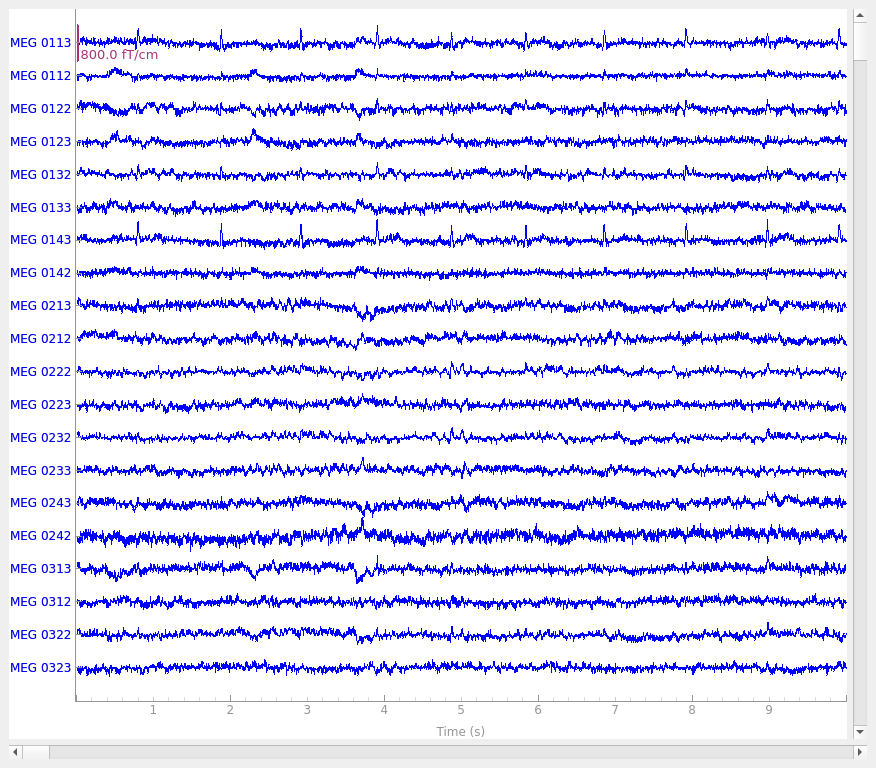 MEG 0113
800.0 fT/cm
MEG 0112
MEG 0122
MEG 0123
MEG 0132
MEG 0133
MEG 0143
MEG 0142
MEG 0213
MEG 0212
MEG 0222
MEG 0223
MEG 0232
MEG 0233
MEG 0243
MEG 0242
MEG 0313
MEG 0312
MEG 0322
MEG 0323
1 2 3 4 5 6 7 8 9
Time (s)